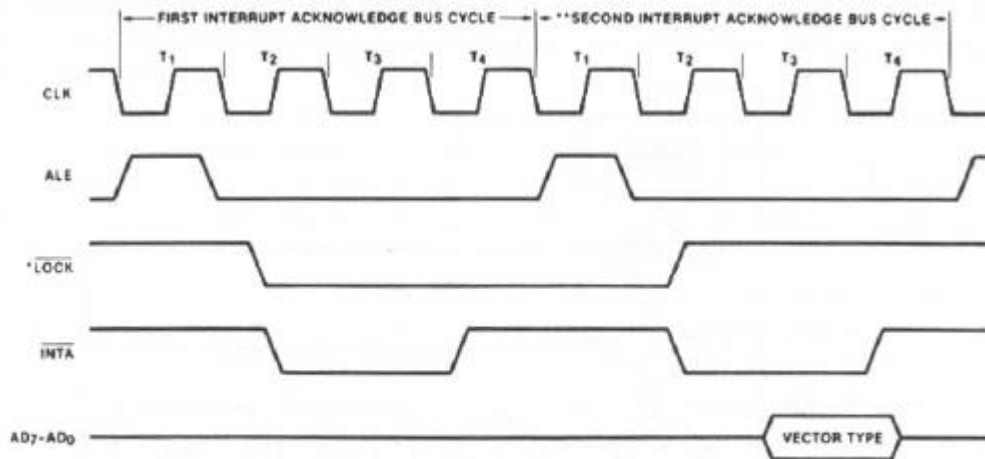 FIRST INTERRUPT ACKNOWLEDGE BUS CYCLE **SECOND INTERRUPT ACKNOWLEDGE BUS CYCLE
T1 T2 T3 T4 T1 T2 T3 T4
CLK
ALE
*LOCK
INTA
AD7-AD0 VECTOR TYPE